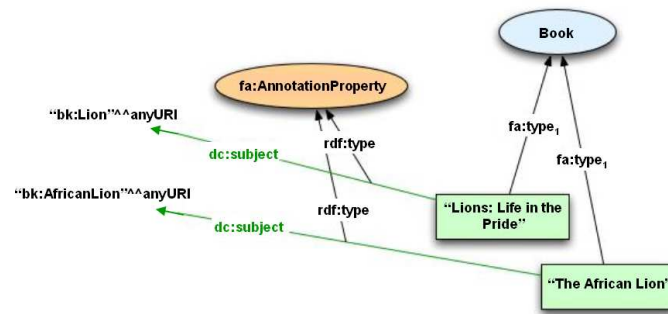 Book
fa:AnnotationProperty
“bk:Lion”^^anyURI
fa:type1
rdf:type
dc:subject
fa:type1
“bk:AfricanLion”^^anyURI
rdf:type
“Lions: Life in the
Pride”
dc:subject
“The African Lion”